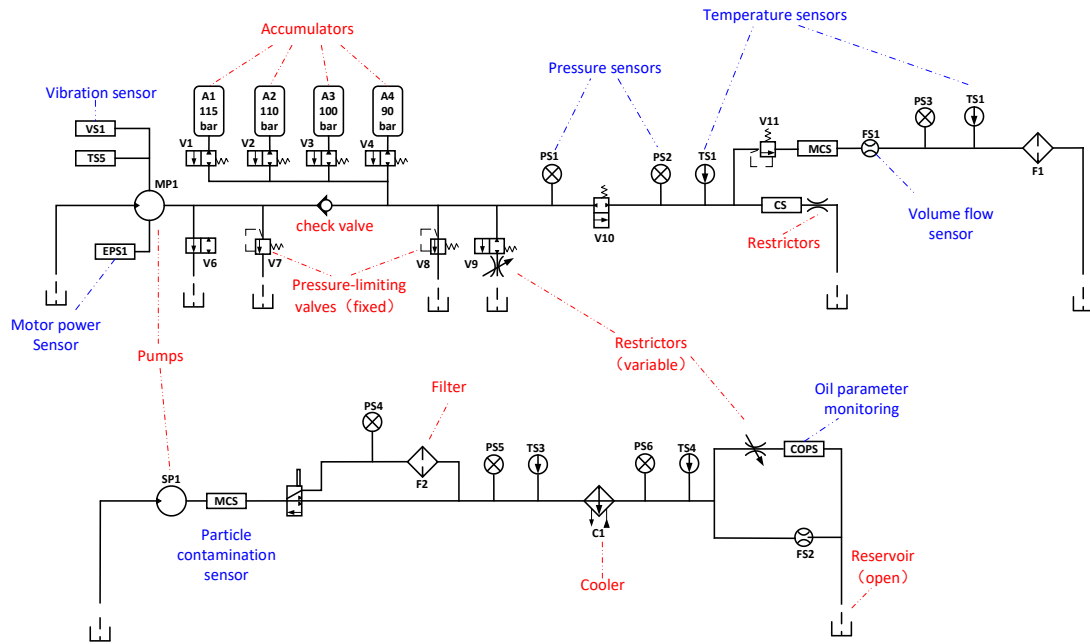 Temperature sensors
Accumulators
Pressure sensors
Vibration sensor
A1
115
bar
A2
110
bar
A3
100
bar
A4
90
bar
VS1
TS5
V1
V2
V3
V4
PS1
PS2
TS1
V11
MCS
FS1
PS3
TS1
F1
MP1
EPS1
check valve
CS
Restrictors
Volume flow
sensor
V6
V7
V8
V9
V10
Pressure-limiting
valves（fixed）
Motor power
Sensor
Pumps
Restrictors
（variable）
Filter
Oil parameter
monitoring
PS4
F2
PS5
TS3
PS6
TS4
COPS
SP1
MCS
C1
FS2
Particle
contamination
sensor
Cooler
Reservoir
（open）